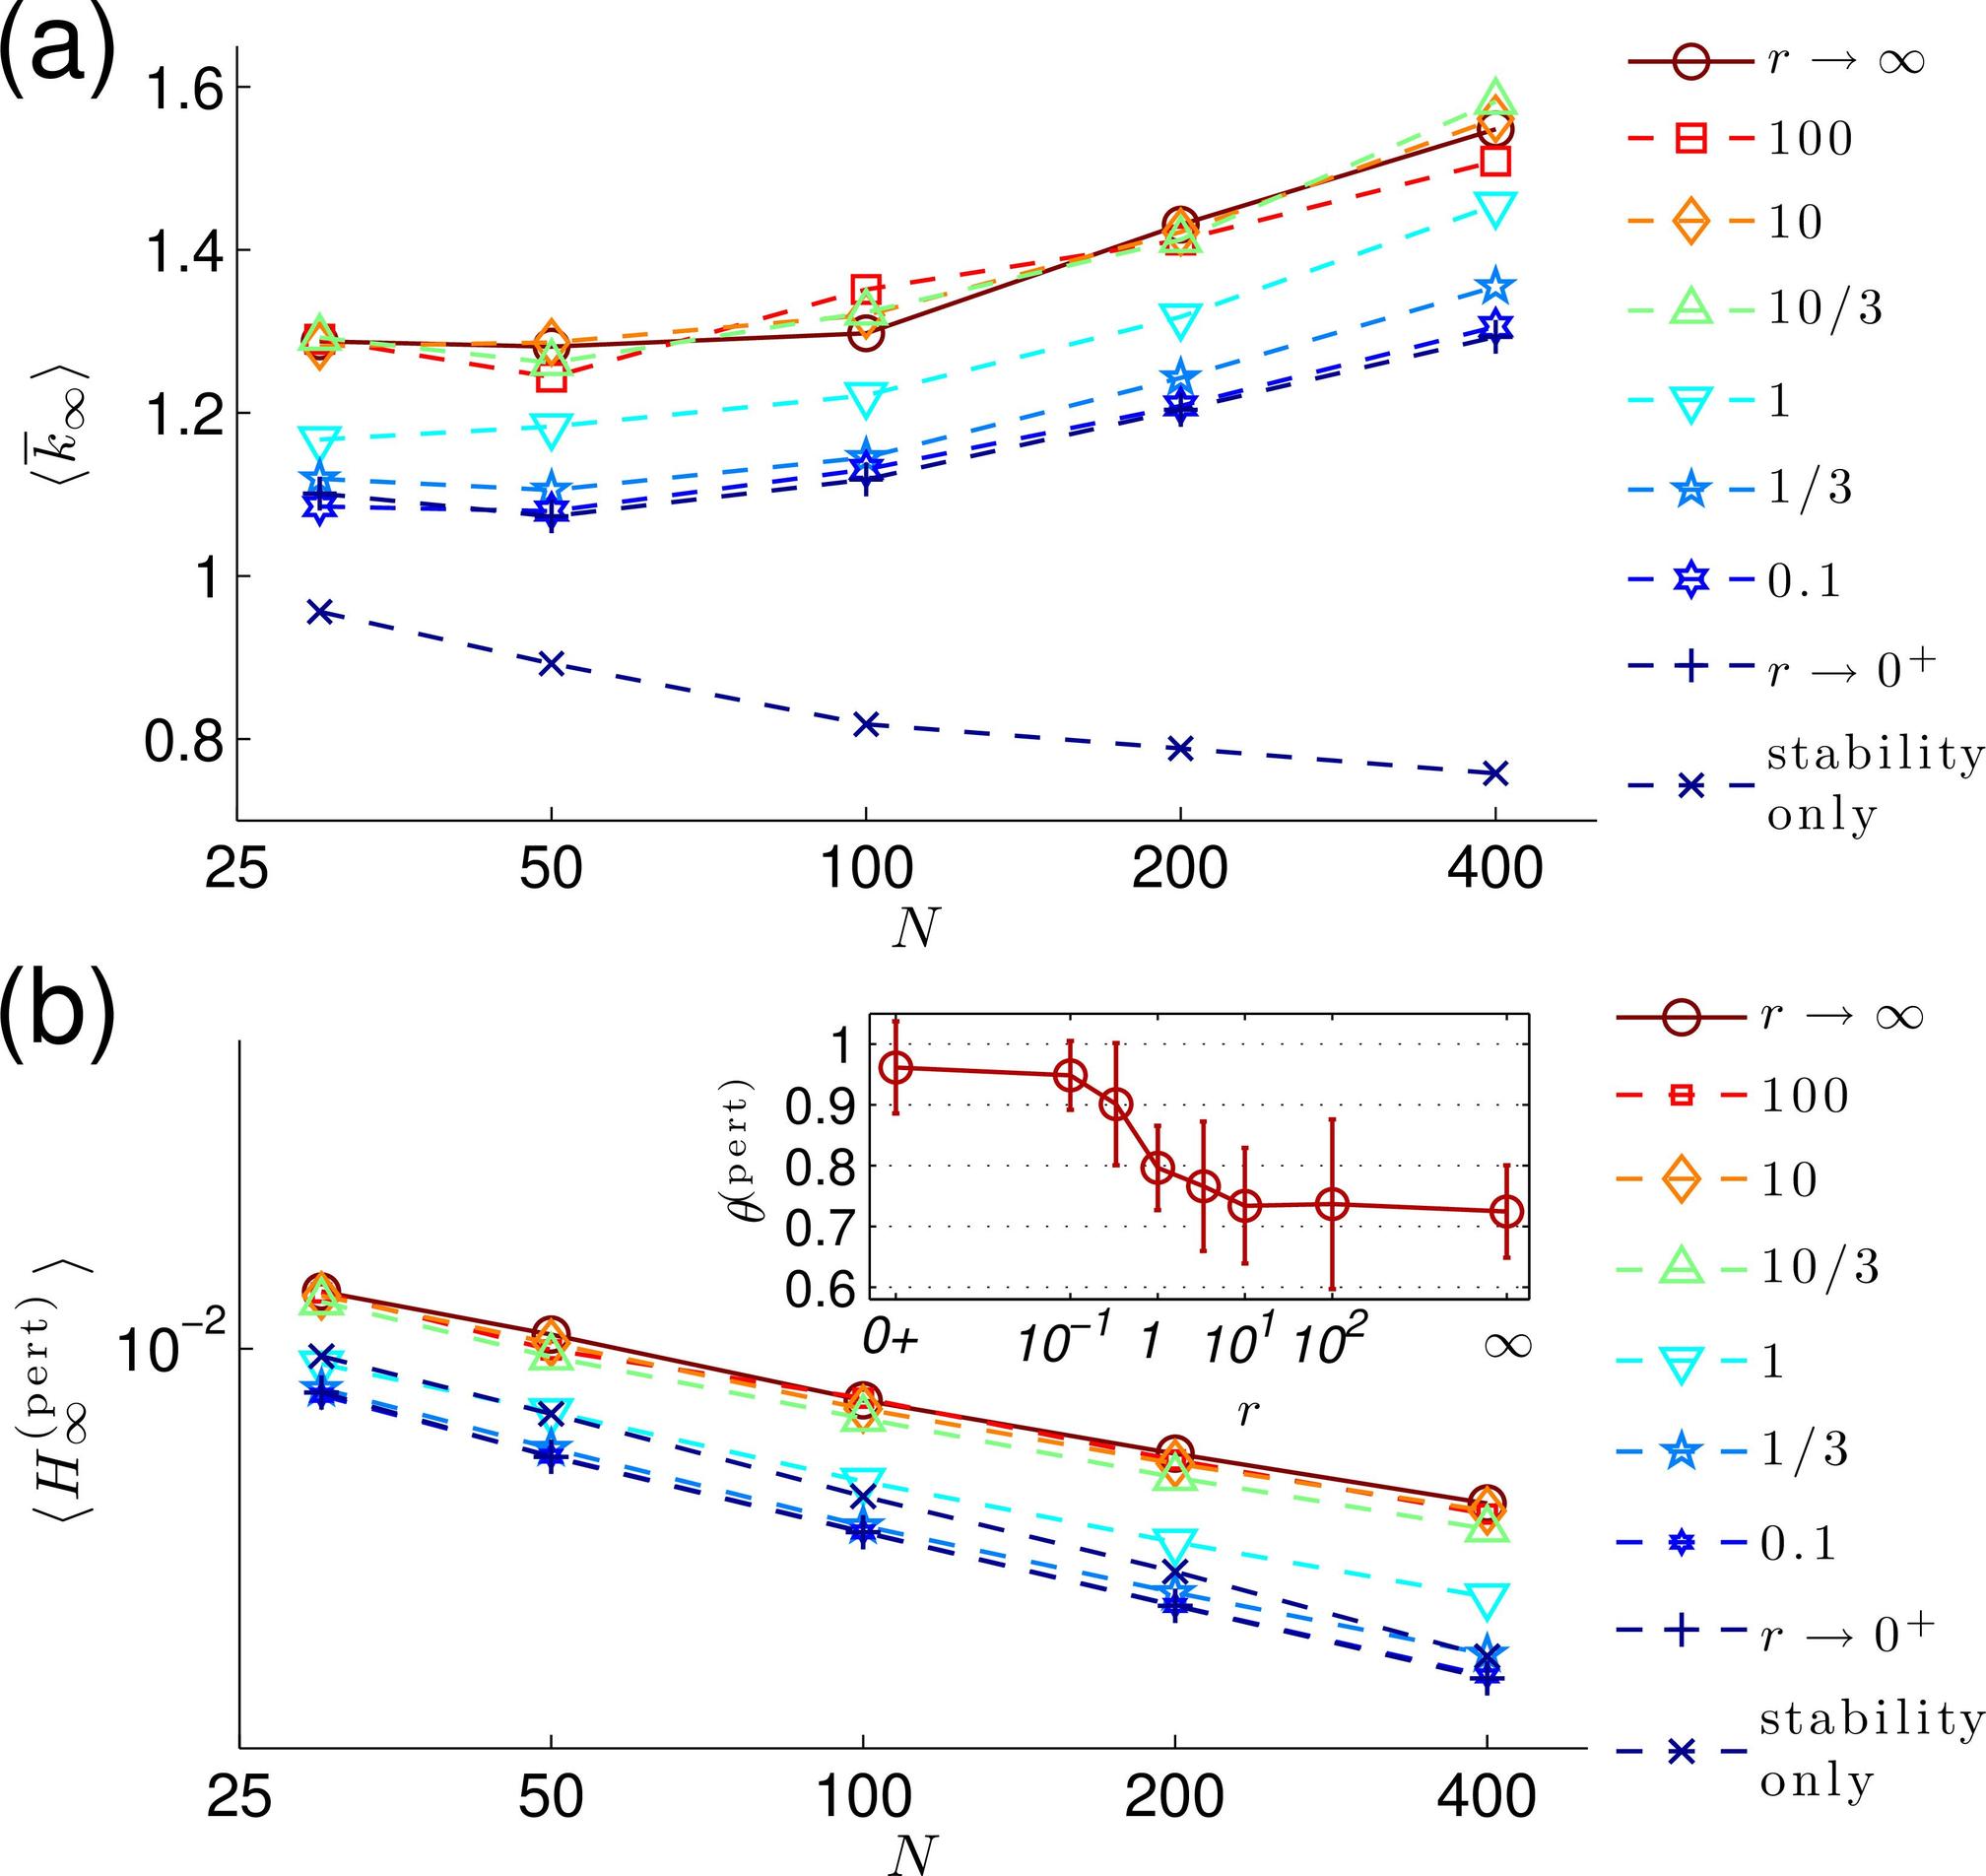 (a)
1.6
1.4
1.2
1
0.8
⟨k̅∞⟩
25 50 100 200 400
N
r → ∞
100
10
10/3
1
1/3
0.1
r → 0⁺
stability
only
(b)
10⁻²
⟨H∞^(pert)⟩
25 50 100 200 400
N
1
0.9
0.8
0.7
0.6
θ(pert)
0+ 10⁻¹ 1 10¹ 10² ∞
r
r → ∞
100
10
10/3
1
1/3
0.1
r → 0⁺
stability
only